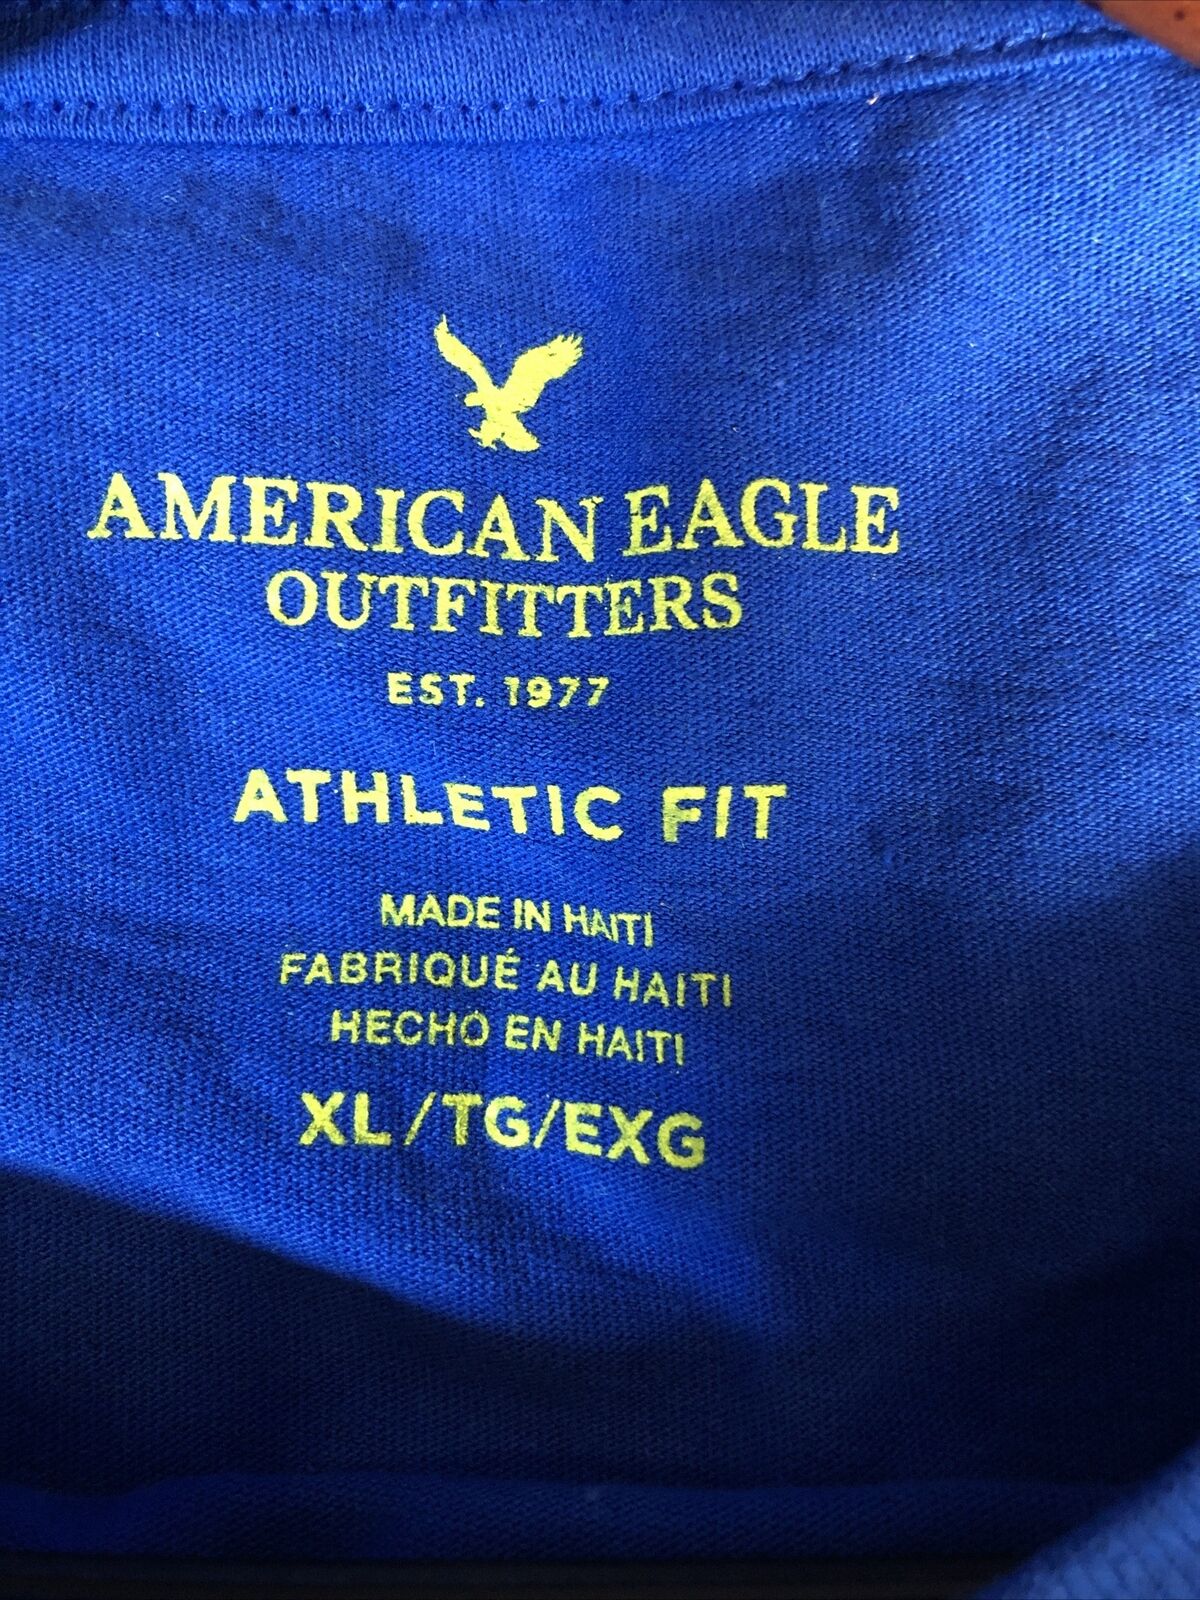 AMERICAN EAGLE
OUTFITTERS
EST. 1977
ATHLETIC FIT
MADE IN HAITI
FABRIQUÉ AU HAITI
HECHO EN HAITI
XL/TG/EXG